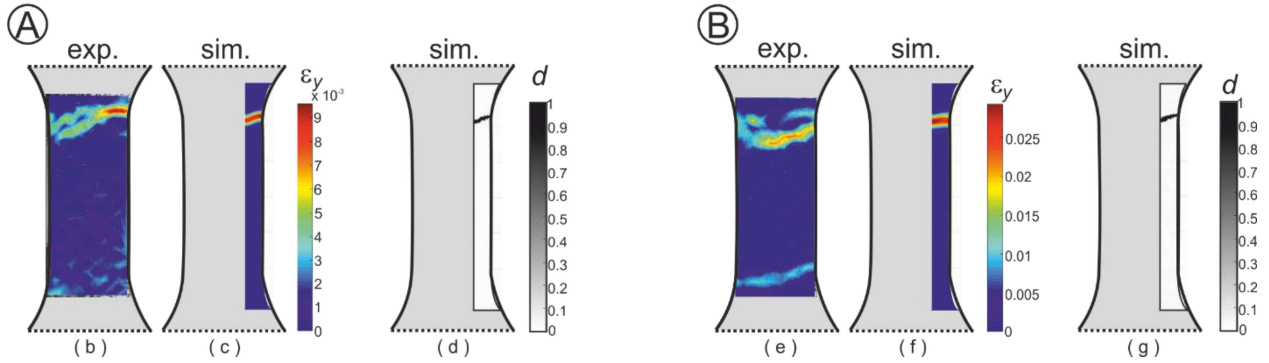 A
exp.
sim.
sim.
εy
x 10-3
9
8
7
6
5
4
3
2
1
0
d
1
0.9
0.8
0.7
0.6
0.5
0.4
0.3
0.2
0.1
0
( b )
( c )
( d )
B
exp.
sim.
sim.
εy
0.025
0.02
0.015
0.01
0.005
0
d
1
0.9
0.8
0.7
0.6
0.5
0.4
0.3
0.2
0.1
0
( e )
( f )
( g )